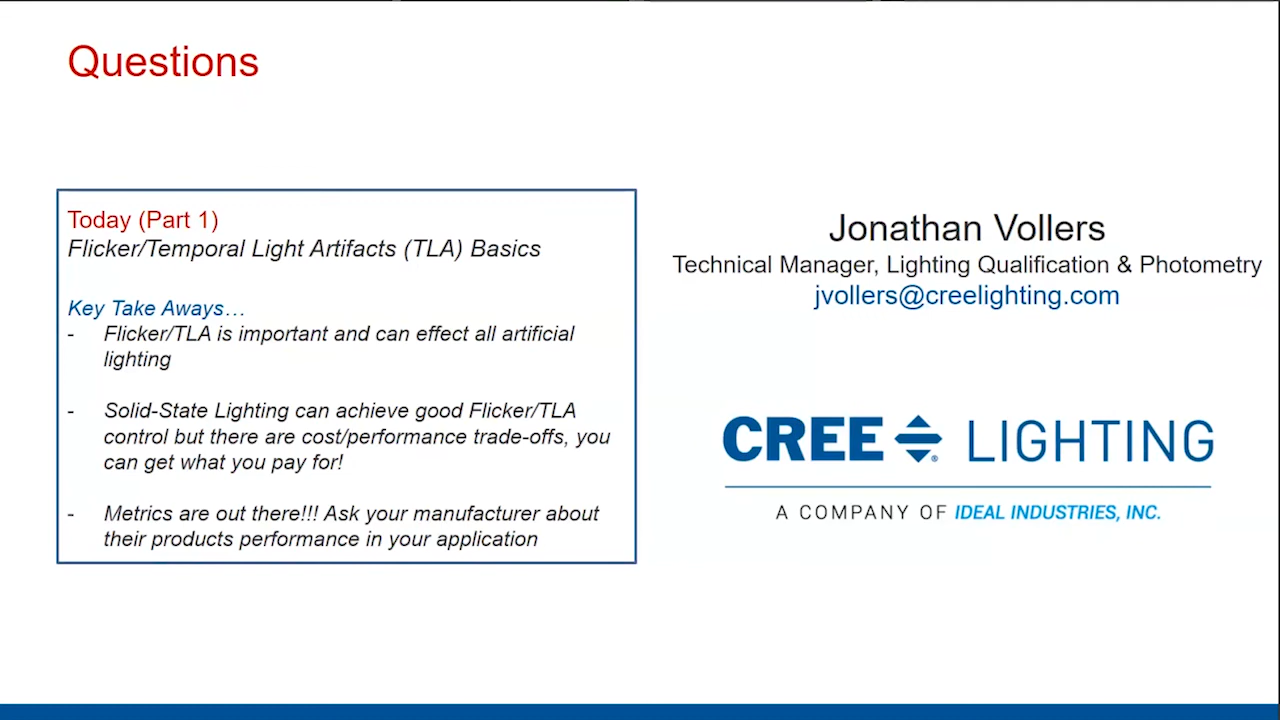 Questions
Today (Part 1)
Flicker/Temporal Light Artifacts (TLA) Basics
Key Take Aways…
- Flicker/TLA is important and can effect all artificial
lighting
- Solid-State Lighting can achieve good Flicker/TLA
control but there are cost/performance trade-offs, you
can get what you pay for!
- Metrics are out there!!! Ask your manufacturer about
their products performance in your application
Jonathan Vollers
Technical Manager, Lighting Qualification & Photometry
jvollers@creelighting.com
CREE ® LIGHTING
A COMPANY OF IDEAL INDUSTRIES, INC.